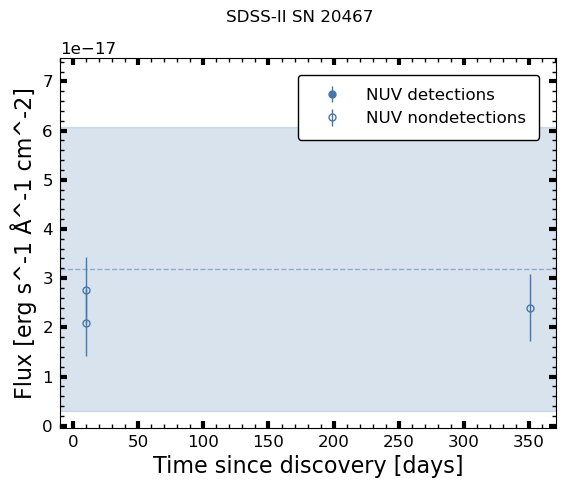 SDSS-II SN 20467
1e−17
NUV detections
NUV nondetections
7
6
5
4
3
2
1
0
Flux [erg s^-1 Å^-1 cm^-2]
0 50 100 150 200 250 300 350
Time since discovery [days]